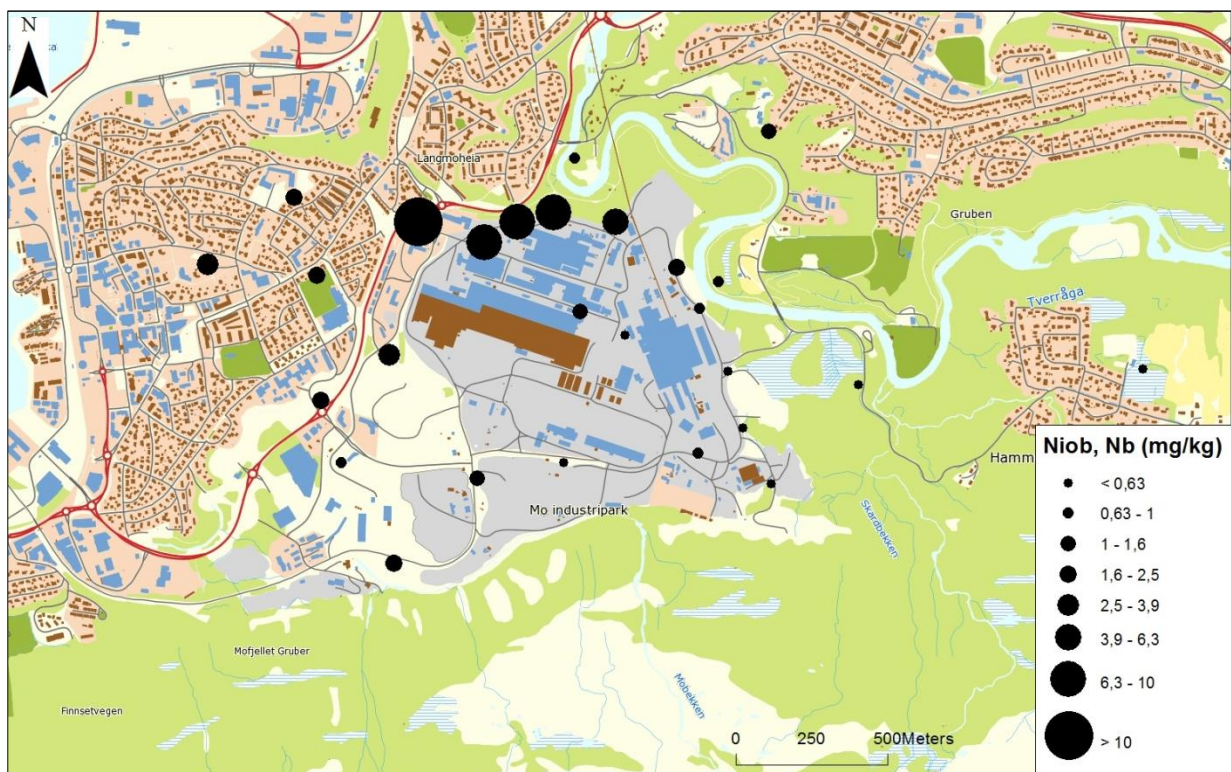 N
Langmoheia
Gruben
Tverråga
Hamm
Mo industripark
Skardbekken
Mofjellet Gruber
Mobekken
Finnsetvegen
0 250 500Meters
Niob, Nb (mg/kg)
< 0,63
0,63 - 1
1 - 1,6
1,6 - 2,5
2,5 - 3,9
3,9 - 6,3
6,3 - 10
> 10